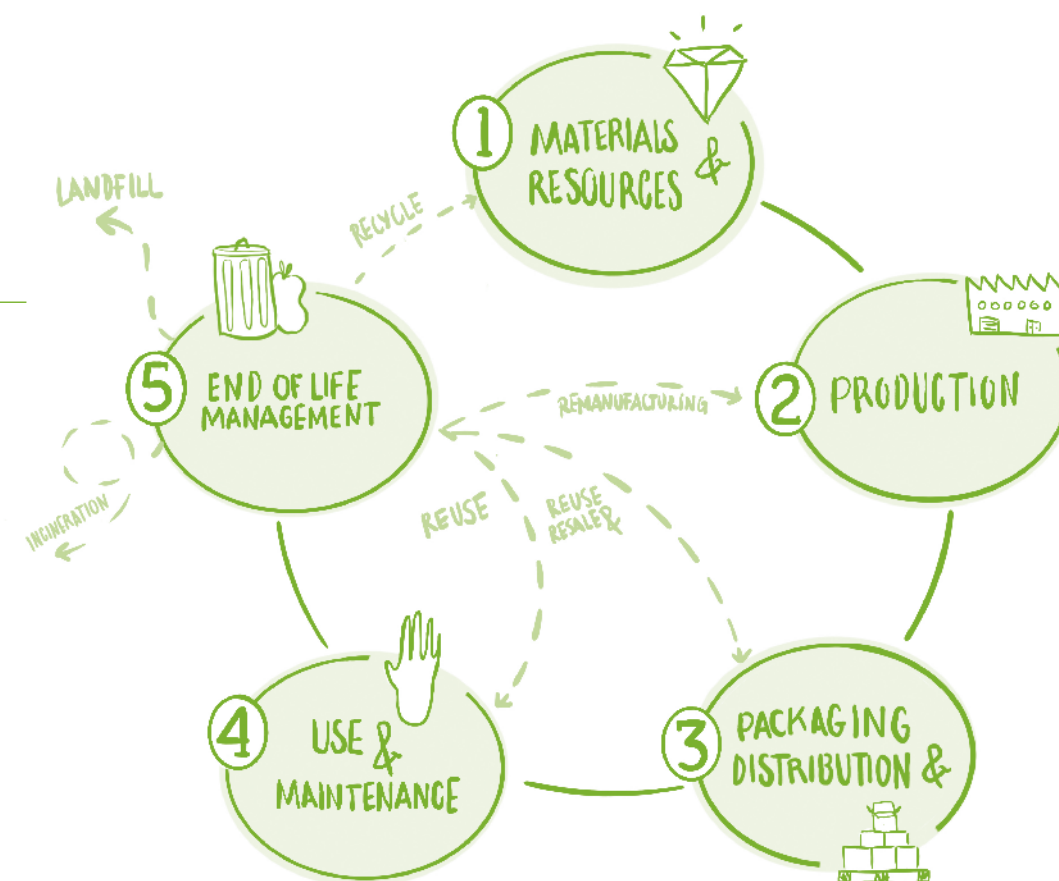 1
MATERIALS
RESOURCES &
LANDFILL
RECYCLE
5
END OF LIFE
MANAGEMENT
REMANUFACTURING
2
PRODUCTION
INCINERATION
REUSE
REUSE
RESALE &
4
USE &
MAINTENANCE
3
PACKAGING
DISTRIBUTION &